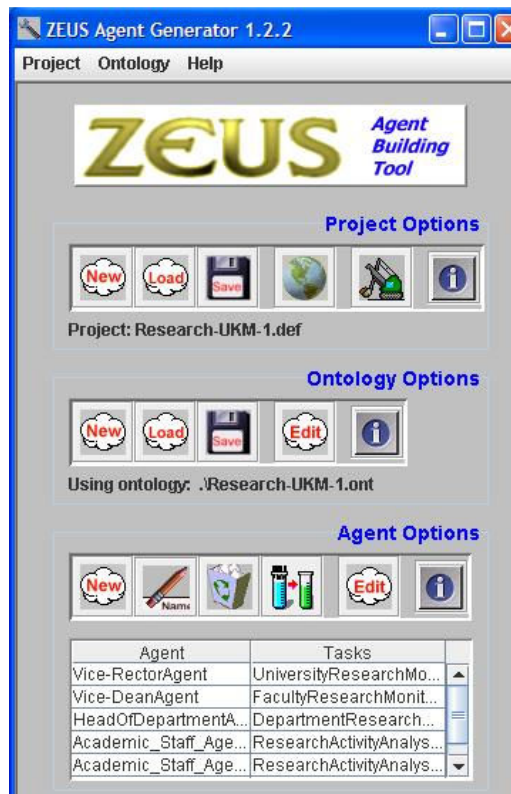 ZEUS Agent Generator 1.2.2
Project Ontology Help
ZEUS
Agent
Building
Tool
Project Options
New Load Save
Project: Research-UKM-1.def
Ontology Options
New Load Save Edit
Using ontology: .\Research-UKM-1.ont
Agent Options
New Name Edit
Agent Tasks
Vice-RectorAgent UniversityResearchMo...
Vice-DeanAgent FacultyResearchMonit...
HeadOfDepartmentA... DepartmentResearch...
Academic_Staff_Age... ResearchActivityAnalys...
Academic_Staff_Age... ResearchActivityAnalys...